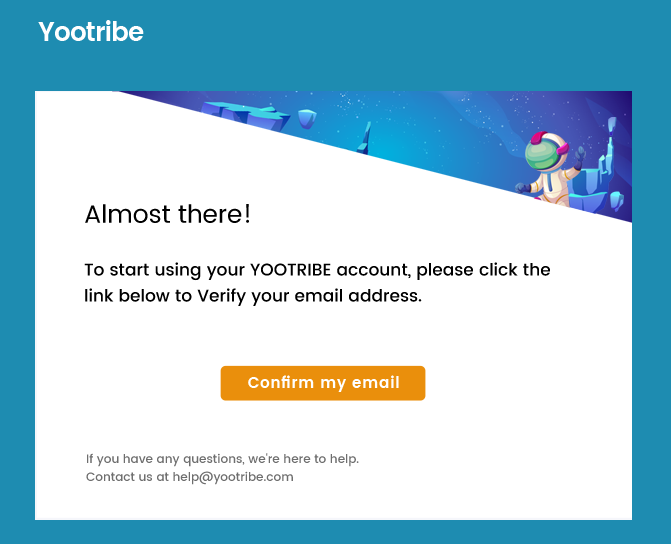 Yootribe
Almost there!
To start using your YOOTRIBE account, please click the
link below to Verify your email address.
Confirm my email
If you have any questions, we're here to help.
Contact us at help@yootribe.com